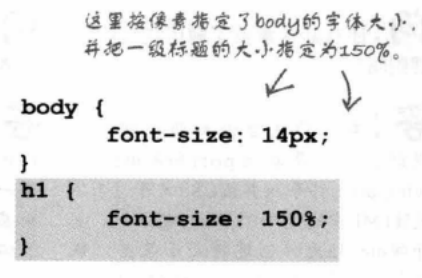 这里按像素指定了body的字体大小，
并把一级标题的大小指定为150%。
body {
font-size: 14px;
}
h1 {
font-size: 150%;
}